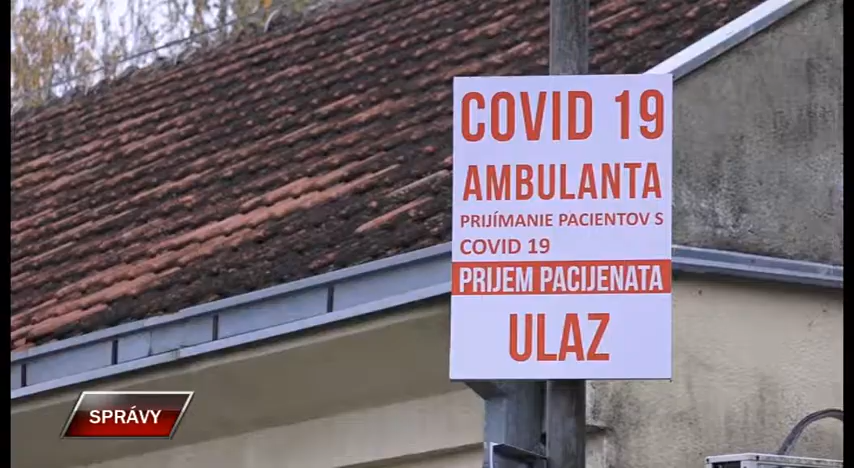 COVID 19
AMBULANTA
PRIJÍMANIE PACIENTOV S
COVID 19
PRIJEM PACIJENATA
ULAZ
SPRÁVY